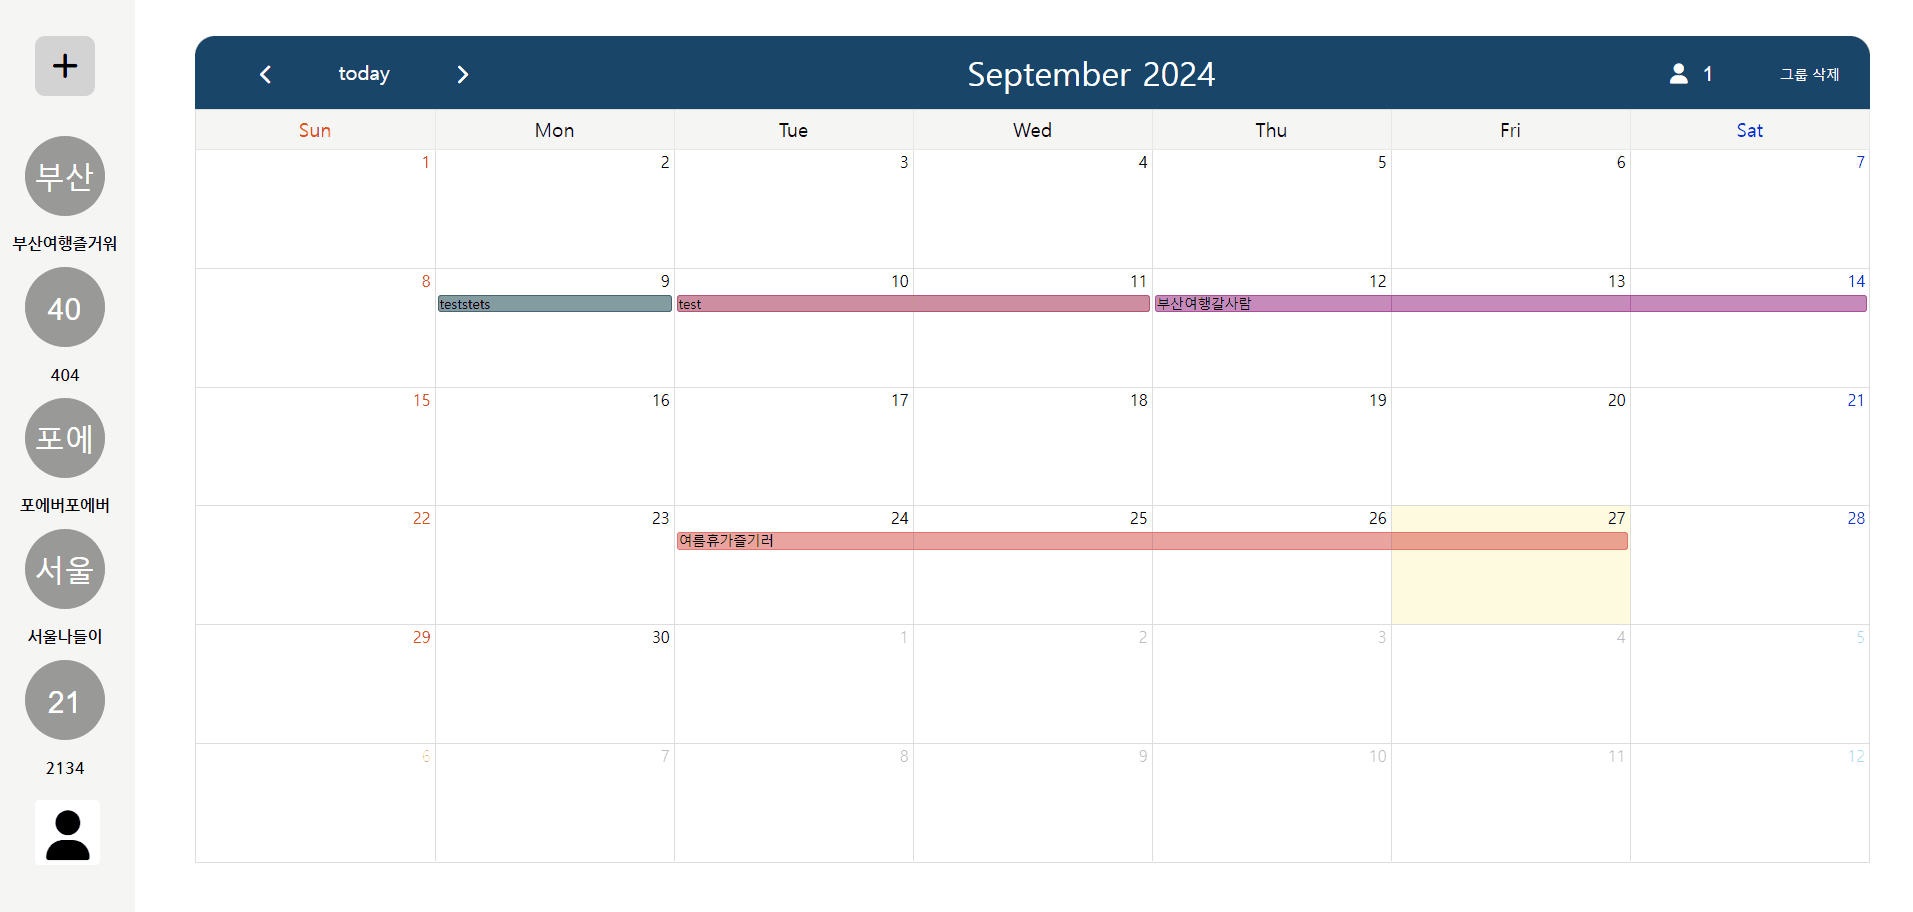 부산
부산여행즐거워
40
404
포에
포에버포에버
서울
서울나들이
21
2134
today
September 2024
1
그룹 삭제
Sun Mon Tue Wed Thu Fri Sat
1 2 3 4 5 6 7
8 9 10 11 12 13 14
teststets test 부산여행갈사람
15 16 17 18 19 20 21
22 23 24 25 26 27 28
여름휴가즐기러
29 30 1 2 3 4 5
6 7 8 9 10 11 12